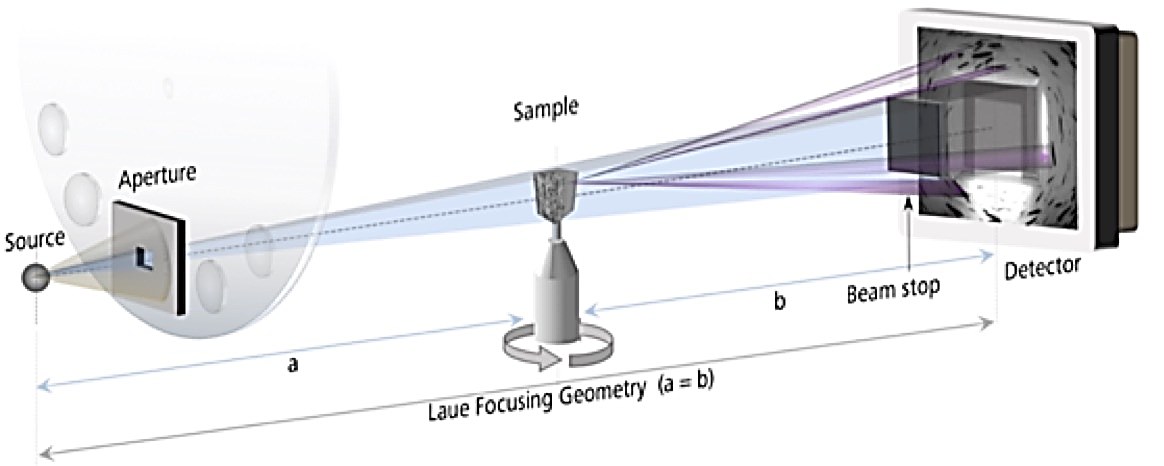 Sample
Aperture
Source
Detector
Beam stop
b
a
Laue Focusing Geometry (a = b)